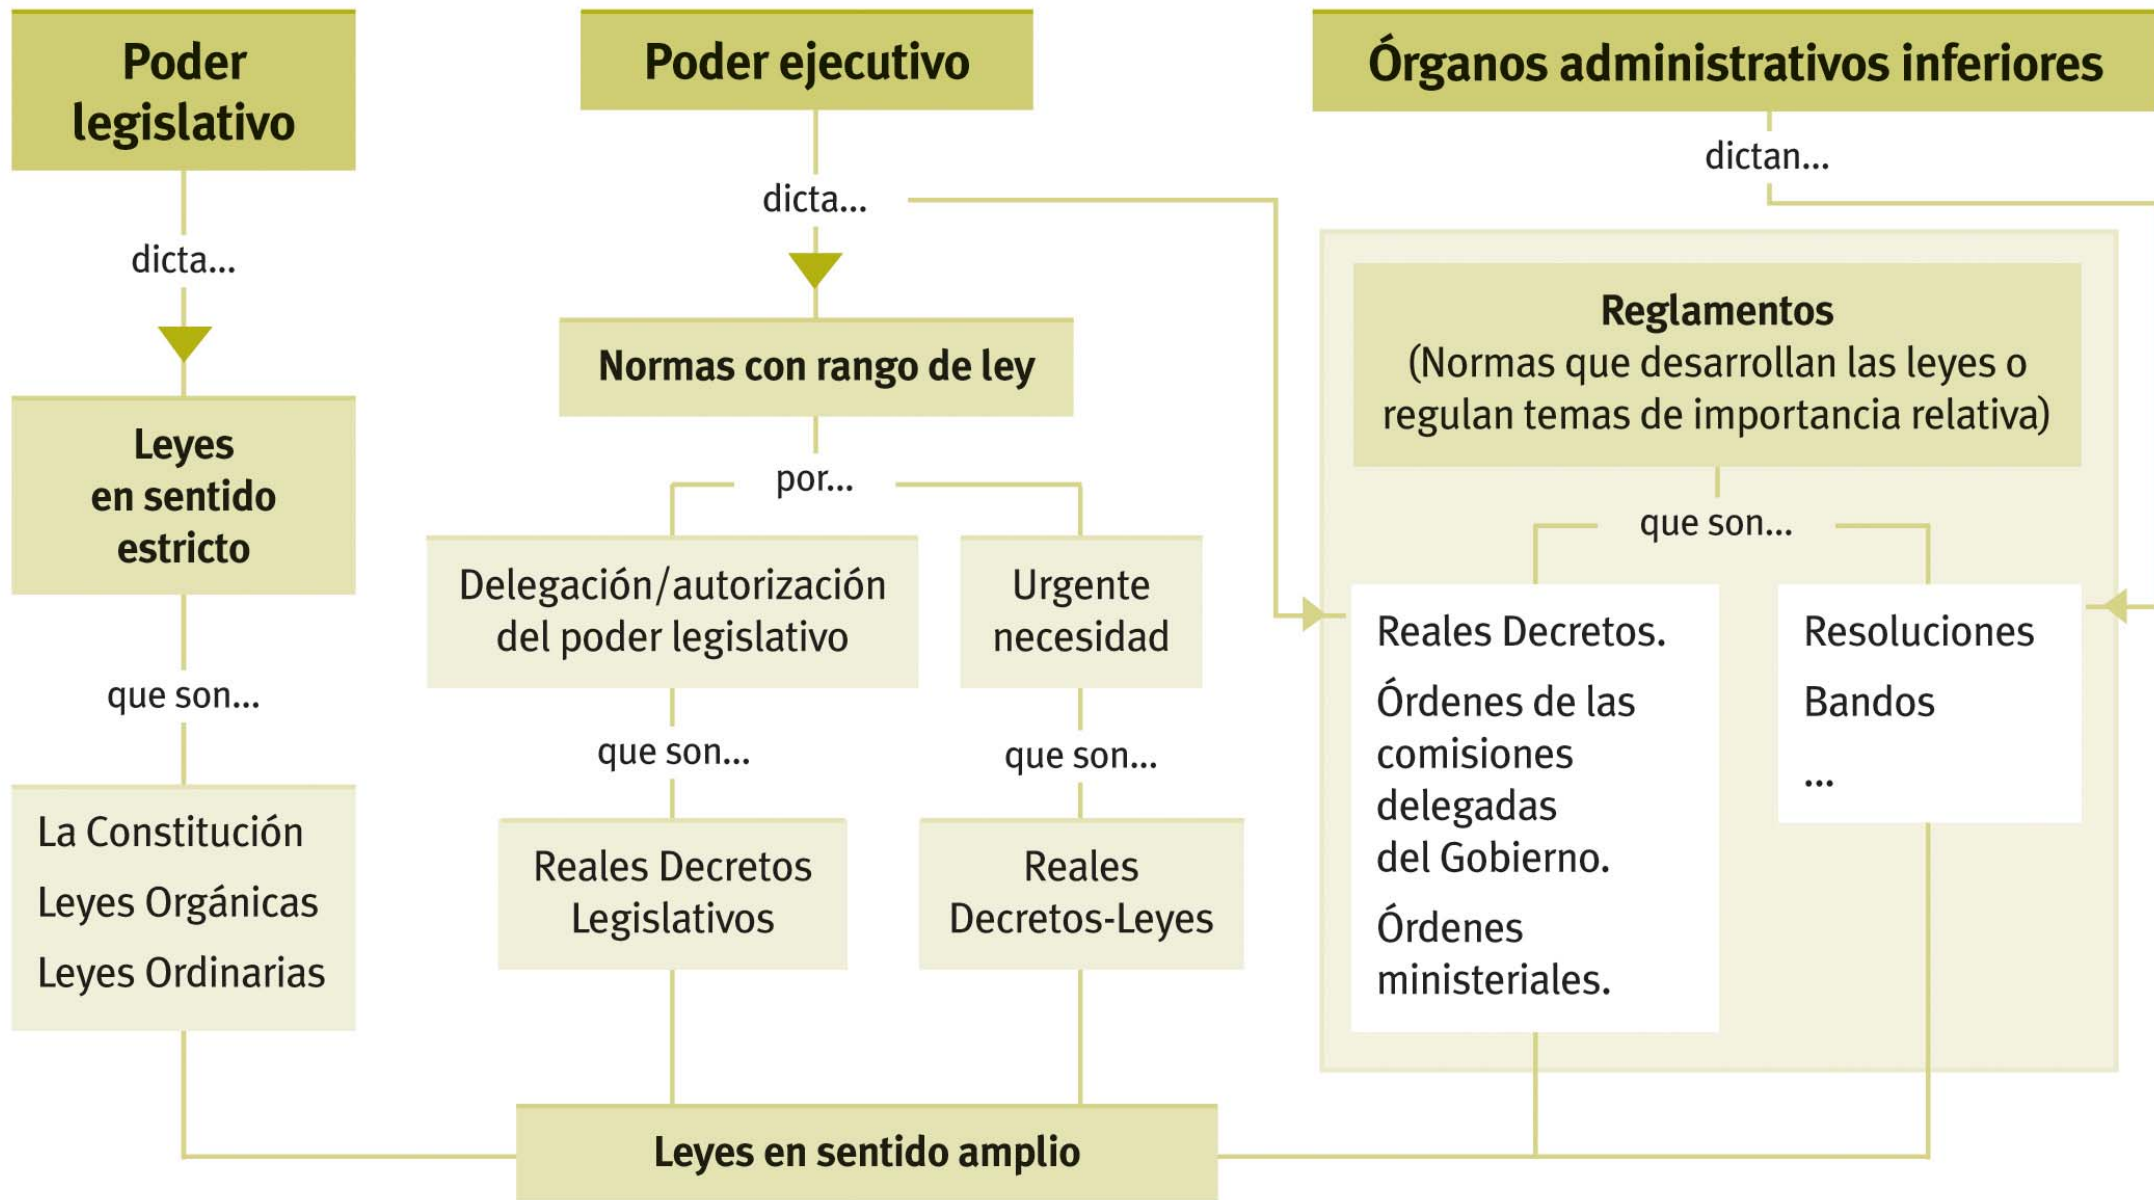 Poder
legislativo
dicta...
Leyes
en sentido
estricto
que son...
La Constitución
Leyes Orgánicas
Leyes Ordinarias
Poder ejecutivo
dicta...
Normas con rango de ley
por...
Delegación/autorización
del poder legislativo
que son...
Reales Decretos
Legislativos
Urgente
necesidad
que son...
Reales
Decretos-Leyes
Órganos administrativos inferiores
dictan...
Reglamentos
(Normas que desarrollan las leyes o
regulan temas de importancia relativa)
que son...
Reales Decretos.
Órdenes de las
comisiones
delegadas
del Gobierno.
Órdenes
ministeriales.
Resoluciones
Bandos
...
Leyes en sentido amplio